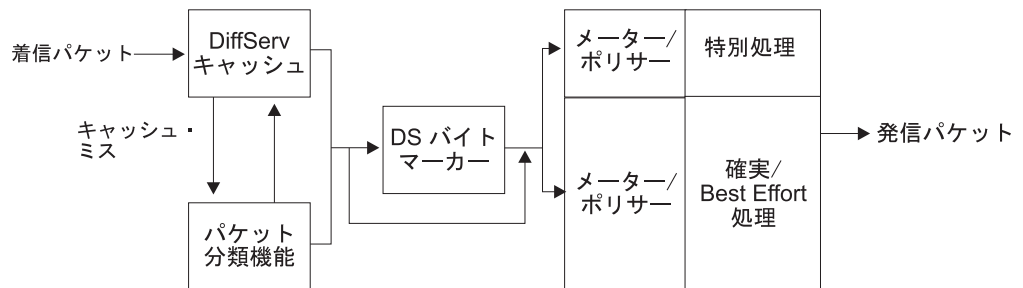 着信パケット
DiffServ
キャッシュ
キャッシュ・
ミス
パケット
分類機能
DS バイト
マーカー
メーター/
ポリサー
特別処理
メーター/
ポリサー
確実/
Best Effort
処理
発信パケット